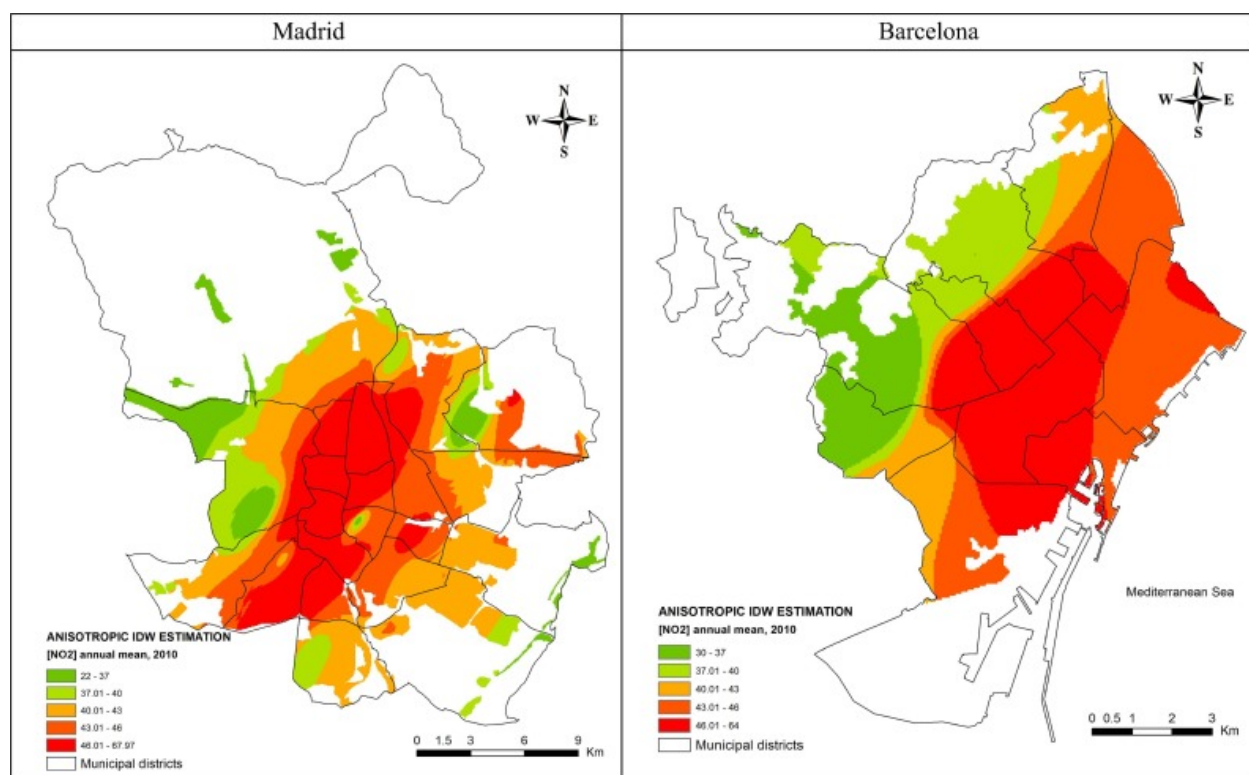 Madrid
Barcelona
N
W E
S
N
W E
S
ANISOTROPIC IDW ESTIMATION
[NO2] annual mean, 2010
22 - 37
37.01 - 40
40.01 - 43
43.01 - 46
46.01 - 67.97
Municipal districts
0 1.5 3 6 9
Km
Mediterranean Sea
ANISOTROPIC IDW ESTIMATION
[NO2] annual mean, 2010
30 - 37
37.01 - 40
40.01 - 43
43.01 - 46
46.01 - 64
Municipal districts
0 0.5 1 2 3
Km